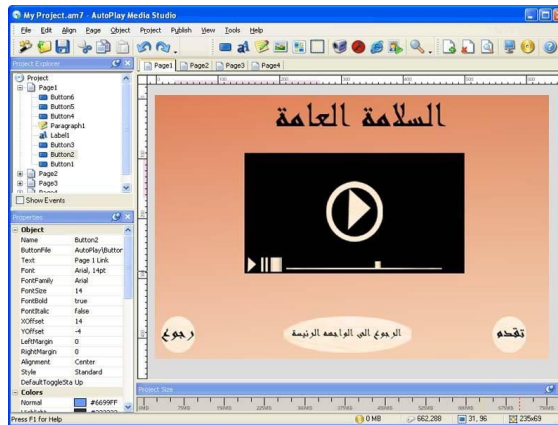 My Project.am7 - AutoPlay Media Studio
File Edit Align Page Object Project Publish View Tools Help
Project Explorer
Page1 Page2 Page3 Page4
Project
Page1
Button6
Button5
Button4
Paragraph1
Label1
Button3
Button2
Button1
Page2
Page3
Show Events
السلامة العامة
Properties
Object
Name Button2
ButtonFile AutoPlay\Button
Text Page 1 Link
Font Arial, 14pt
FontFamily Arial
FontSize 14
FontBold true
FontItalic false
XOffset 14
YOffset -4
LeftMargin 0
RightMargin 0
Alignment Center
Style Standard
DefaultToggleSta Up
Colors
Normal #6699FF
تقدم
الرجوع الى الواجهه الرئيسة
رجوع
Project Size
Press F1 for Help
0 MB 662,288 31, 96 235x69